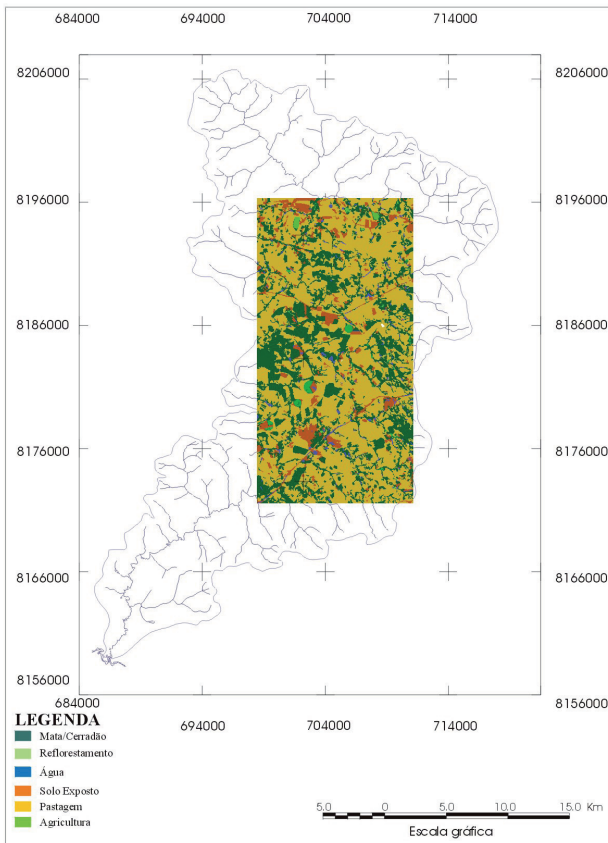 684000 694000 704000 714000
8206000 8206000
8196000 8196000
8186000 8186000
8176000 8176000
8166000 8166000
8156000 8156000
684000 694000 704000 714000
LEGENDA
Mata/Cerradão
Reflorestamento
Água
Solo Exposto
Pastagem
Agricultura
5.0 0 5.0 10.0 15.0 Km
Escala gráfica